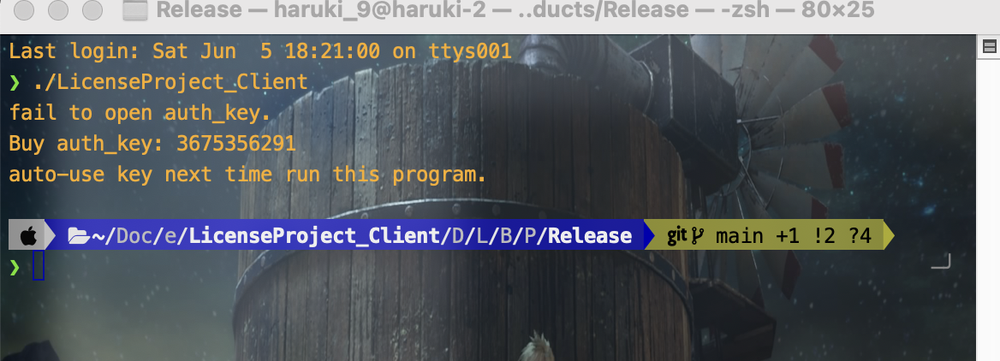 Release — haruki_9@haruki-2 — ..ducts/Release — -zsh — 80×25
Last login: Sat Jun  5 18:21:00 on ttys001
❯ ./LicenseProject_Client
fail to open auth_key.
Buy auth_key: 3675356291
auto-use key next time run this program.
~/Doc/e/LicenseProject_Client/D/L/B/P/Release git main +1 !2 ?4
❯